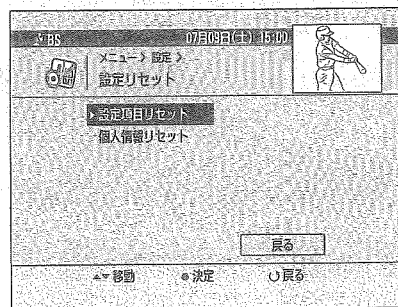 BS 07月09日(土) 15:00
メニュー 〉設定 〉
設定リセット
▶設定項目リセット
個人情報リセット
戻る
▲▼移動 ●決定 ↺戻る